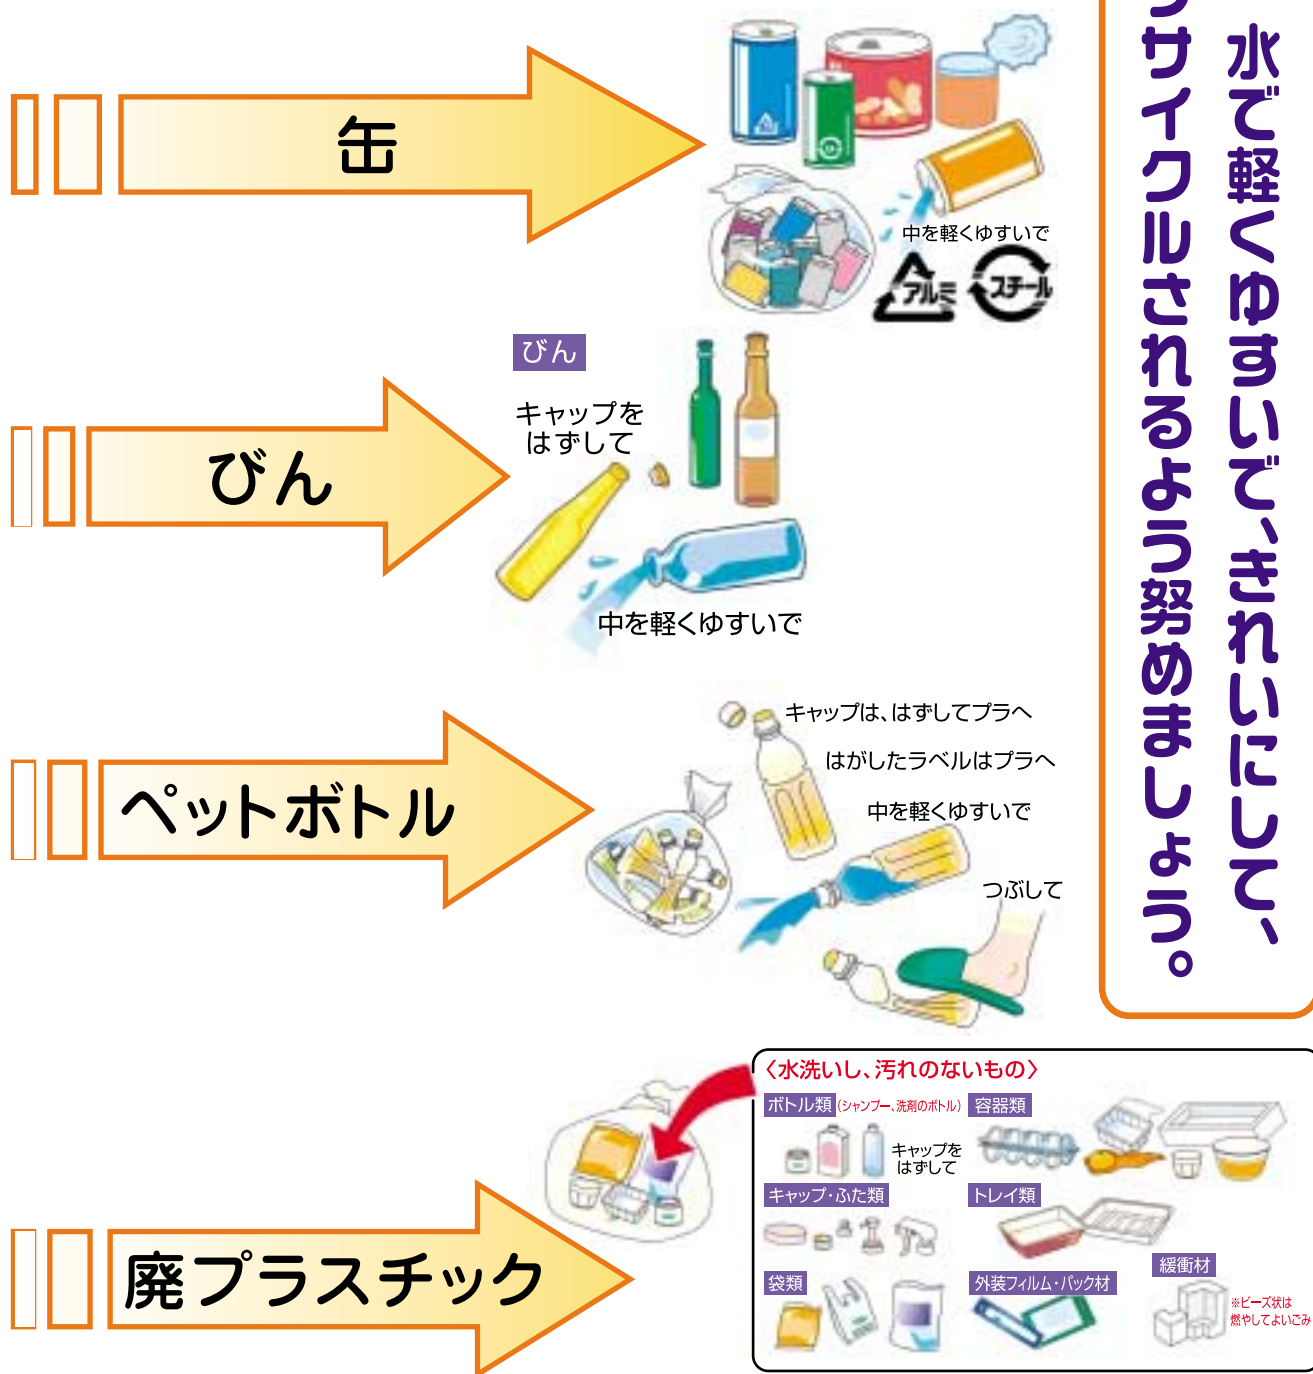 水で軽くゆすいで、きれいにして、
リサイクルされるよう努めましょう。
缶
中を軽くゆすいで
アルミ
スチール
びん
びん
キャップを
はずして
中を軽くゆすいで
ペットボトル
キャップは、はずしてプラへ
はがしたラベルはプラへ
中を軽くゆすいで
つぶして
廃プラスチック
〈水洗いし、汚れのないもの〉
ボトル類(シャンプー、洗剤のボトル)
キャップを
はずして
容器類
キャップ・ふた類
トレイ類
袋類
外装フィルム・パック材
緩衝材
※ビーズ状は
燃やしてよいごみ